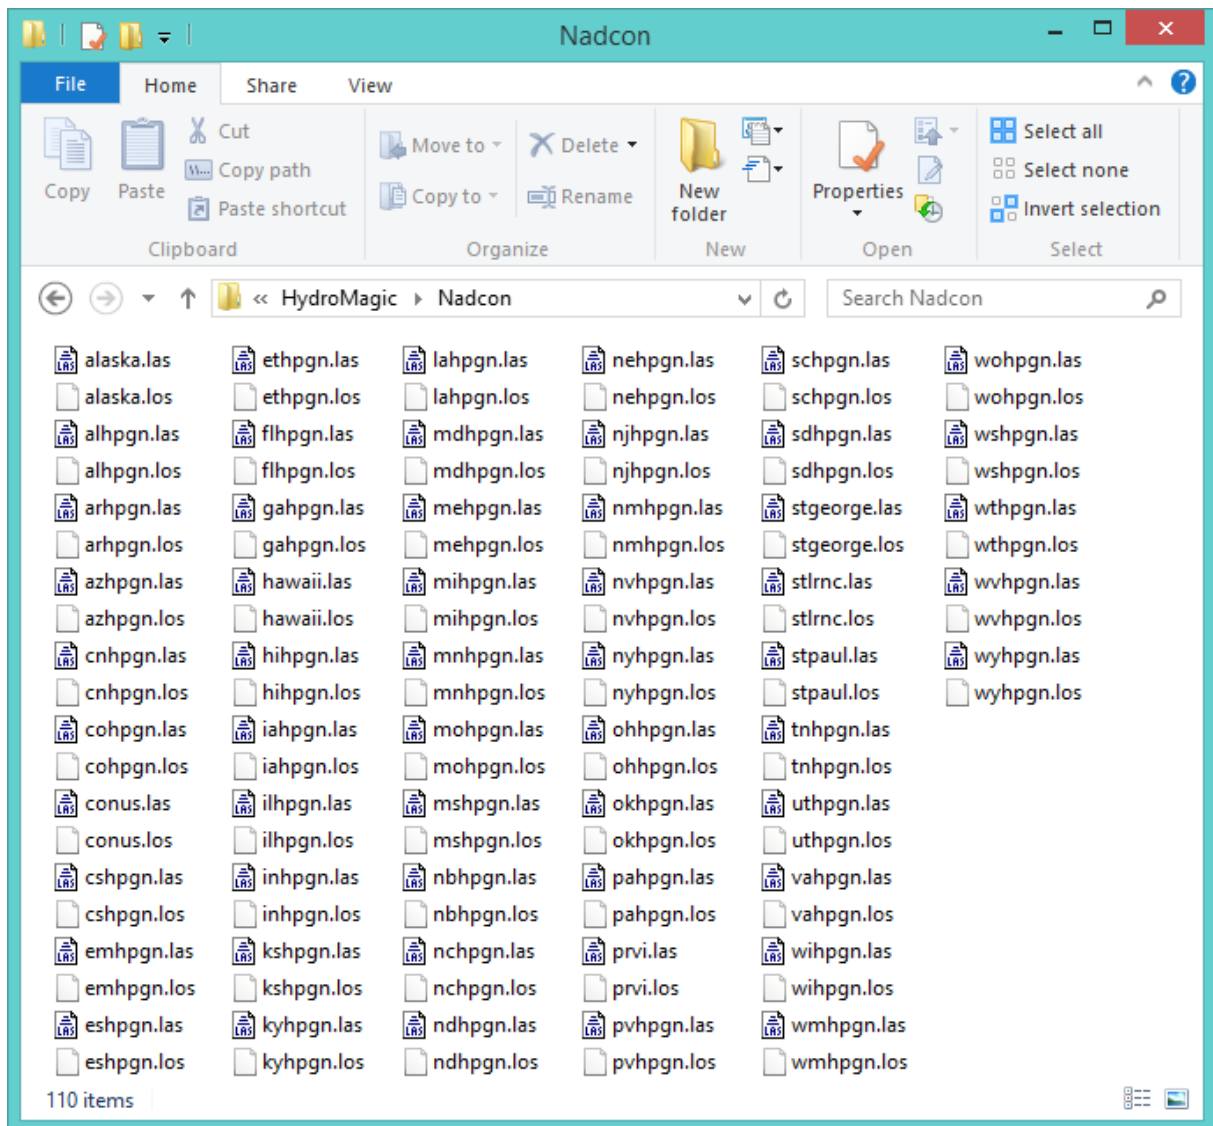 Nadcon
File Home Share View
Copy
Paste
Cut
Copy path
Paste shortcut
Clipboard
Move to
Copy to
Delete
Rename
Organize
New
folder
New
Properties
Open
Select all
Select none
Invert selection
Select
« HydroMagic Nadcon
Search Nadcon
alaska.las
alaska.los
alhpgn.las
alhpgn.los
arhpgn.las
arhpgn.los
azhpgn.las
azhpgn.los
cnhpgn.las
cnhpgn.los
cohpgn.las
cohpgn.los
conus.las
conus.los
cshpgn.las
cshpgn.los
emhpgn.las
emhpgn.los
eshpgn.las
eshpgn.los
ethpgn.las
ethpgn.los
flhpgn.las
flhpgn.los
gahpgn.las
gahpgn.los
hawaii.las
hawaii.los
hihpgn.las
hihpgn.los
iahpgn.las
iahpgn.los
ilhpgn.las
ilhpgn.los
inhpgn.las
inhpgn.los
kshpgn.las
kshpgn.los
kyhpgn.las
kyhpgn.los
lahpgn.las
lahpgn.los
mdhpgn.las
mdhpgn.los
mehpgn.las
mehpgn.los
mihpgn.las
mihpgn.los
mnhpgn.las
mnhpgn.los
mohpgn.las
mohpgn.los
mshpgn.las
mshpgn.los
nbhpgn.las
nbhpgn.los
nchpgn.las
nchpgn.los
ndhpgn.las
ndhpgn.los
nehpgn.las
nehpgn.los
njhpgn.las
njhpgn.los
nmhpgn.las
nmhpgn.los
nvhpgn.las
nvhpgn.los
nyhpgn.las
nyhpgn.los
ohhpgn.las
ohhpgn.los
okhpgn.las
okhpgn.los
pahpgn.las
pahpgn.los
prvi.las
prvi.los
pvhpgn.las
pvhpgn.los
schpgn.las
schpgn.los
sdhpgn.las
sdhpgn.los
stgeorge.las
stgeorge.los
stlrnc.las
stlrnc.los
stpaul.las
stpaul.los
tnhpgn.las
tnhpgn.los
uthpgn.las
uthpgn.los
vahpgn.las
vahpgn.los
wihpgn.las
wihpgn.los
wmhpgn.las
wmhpgn.los
wohpgn.las
wohpgn.los
wshpgn.las
wshpgn.los
wthpgn.las
wthpgn.los
wvhpgn.las
wvhpgn.los
wyhpgn.las
wyhpgn.los
110 items